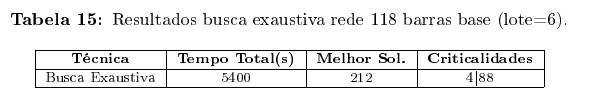 Tabela 15: Resultados busca exaustiva rede 118 barras base (lote=6).
Técnica Tempo Total(s) Melhor Sol. Criticalidades
Busca Exaustiva 5400 212 4|88